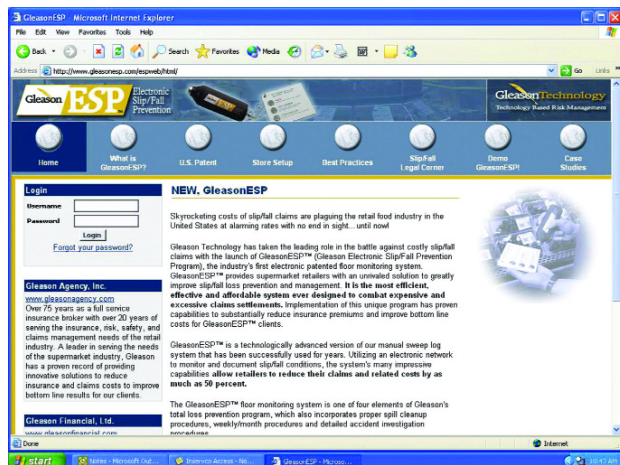 GleasonESP - Microsoft Internet Explorer
File Edit View Favorites Tools Help
Back Search Favorites Media
Address http://www.gleasonesp.com/espweb/html/ Go Links
Gleason ESP Electronic
Slip/Fall
Prevention
GleasonTechnology
Technology Based Risk Management
Home
What is
GleasonESP?
U.S. Patent
Store Setup
Best Practices
Slip/Fall
Legal Corner
Demo
GleasonESP!
Case
Studies
Login
Username
Password
Login
Forgot your password?
Gleason Agency, Inc.
www.gleasonagency.com
Over 75 years as a full service
insurance broker with over 20 years of
serving the insurance, risk, safety, and
claims management needs of the retail
industry. A leader in serving the needs
of the supermarket industry, Gleason
has a proven record of providing
innovative solutions to reduce
insurance and claims costs to improve
bottom line results for our clients.
Gleason Financial, Ltd.
www.gleasonfinancial.com
NEW, GleasonESP
Skyrocketing costs of slip/fall claims are plaguing the retail food industry in the
United States at alarming rates with no end in sight... until now!
Gleason Technology has taken the leading role in the battle against costly slip/fall
claims with the launch of GleasonESP™ (Gleason Electronic Slip/Fall Prevention
Program), the industry's first electronic patented floor monitoring system.
GleasonESP™ provides supermarket retailers with an unrivaled solution to greatly
improve slip/fall loss prevention and management. It is the most efficient,
effective and affordable system ever designed to combat expensive and
excessive claims settlements. Implementation of this unique program has proven
capabilities to substantially reduce insurance premiums and improve bottom line
costs for GleasonESP™ clients.
GleasonESP™ is a technologically advanced version of our manual sweep log
system that has been successfully used for years. Utilizing an electronic network
to monitor and document slip/fall conditions, the system's many impressive
capabilities allow retailers to reduce their claims and related costs by as
much as 50 percent.
The GleasonESP™ floor monitoring system is one of four elements of Gleason's
total loss prevention program, which also incorporates proper spill cleanup
procedures, weekly/month procedures and detailed accident investigation
procedures
Done Internet
start Notes - Microsoft Out... Access - No... GleasonESP - Microso... 10:43 AM